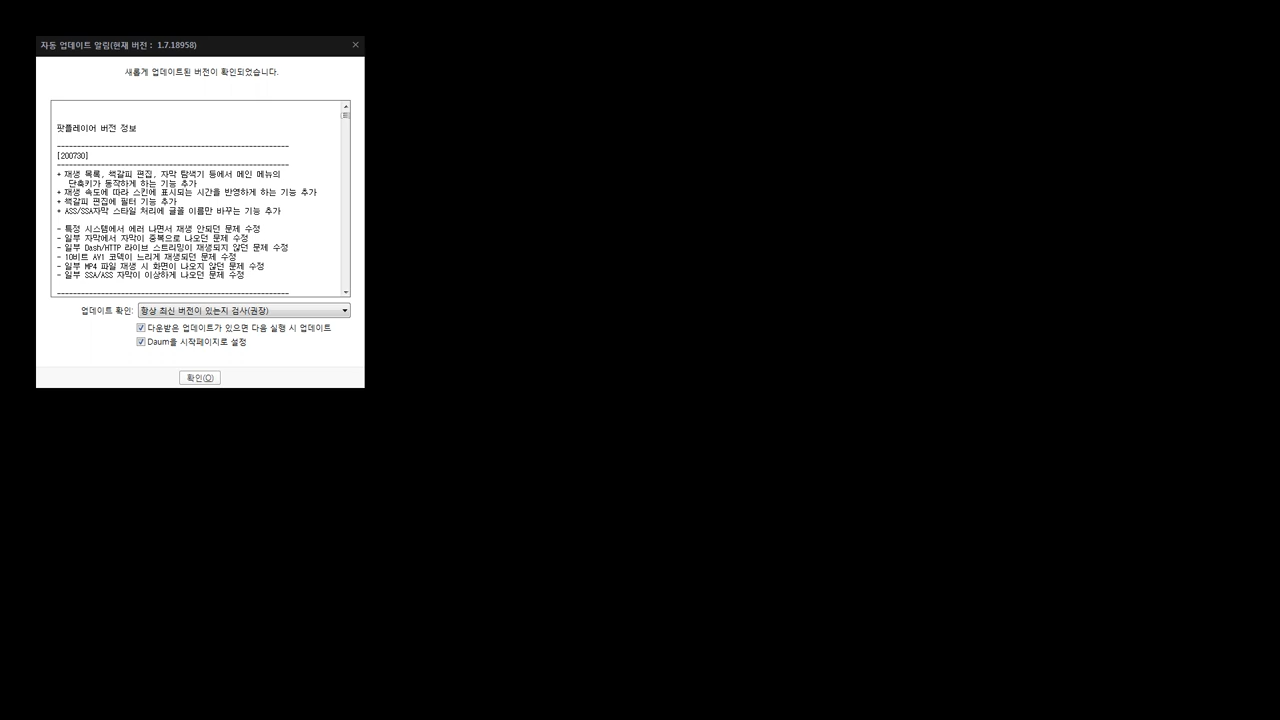 자동 업데이트 알림(현재 버전 : 1.7.18958)
새롭게 업데이트된 버전이 확인되었습니다.
팟플레이어 버전 정보
----------------------------------------------------------
[200730]
----------------------------------------------------------
+ 재생 목록, 책갈피 편집, 자막 탐색기 등에서 메인 메뉴의
단축키가 동작하게 하는 기능 추가
+ 재생 속도에 따라 스킨에 표시되는 시간을 반영하게 하는 기능 추가
+ 책갈피 편집에 필터 기능 추가
+ ASS/SSA자막 스타일 처리에 글꼴 이름만 바꾸는 기능 추가
- 특정 시스템에서 에러 나면서 재생 안되던 문제 수정
- 일부 자막에서 자막이 중복으로 나오던 문제 수정
- 일부 Dash/HTTP 라이브 스트리밍이 재생되지 않던 문제 수정
- 10비트 AV1 코덱이 느리게 재생되던 문제 수정
- 일부 MP4 파일 재생 시 화면이 나오지 않던 문제 수정
- 일부 SSA/ASS 자막이 이상하게 나오던 문제 수정
----------------------------------------------------------
업데이트 확인: 항상 최신 버전이 있는지 검사(권장)
다운받은 업데이트가 있으면 다음 실행 시 업데이트
Daum을 시작페이지로 설정
확인(O)